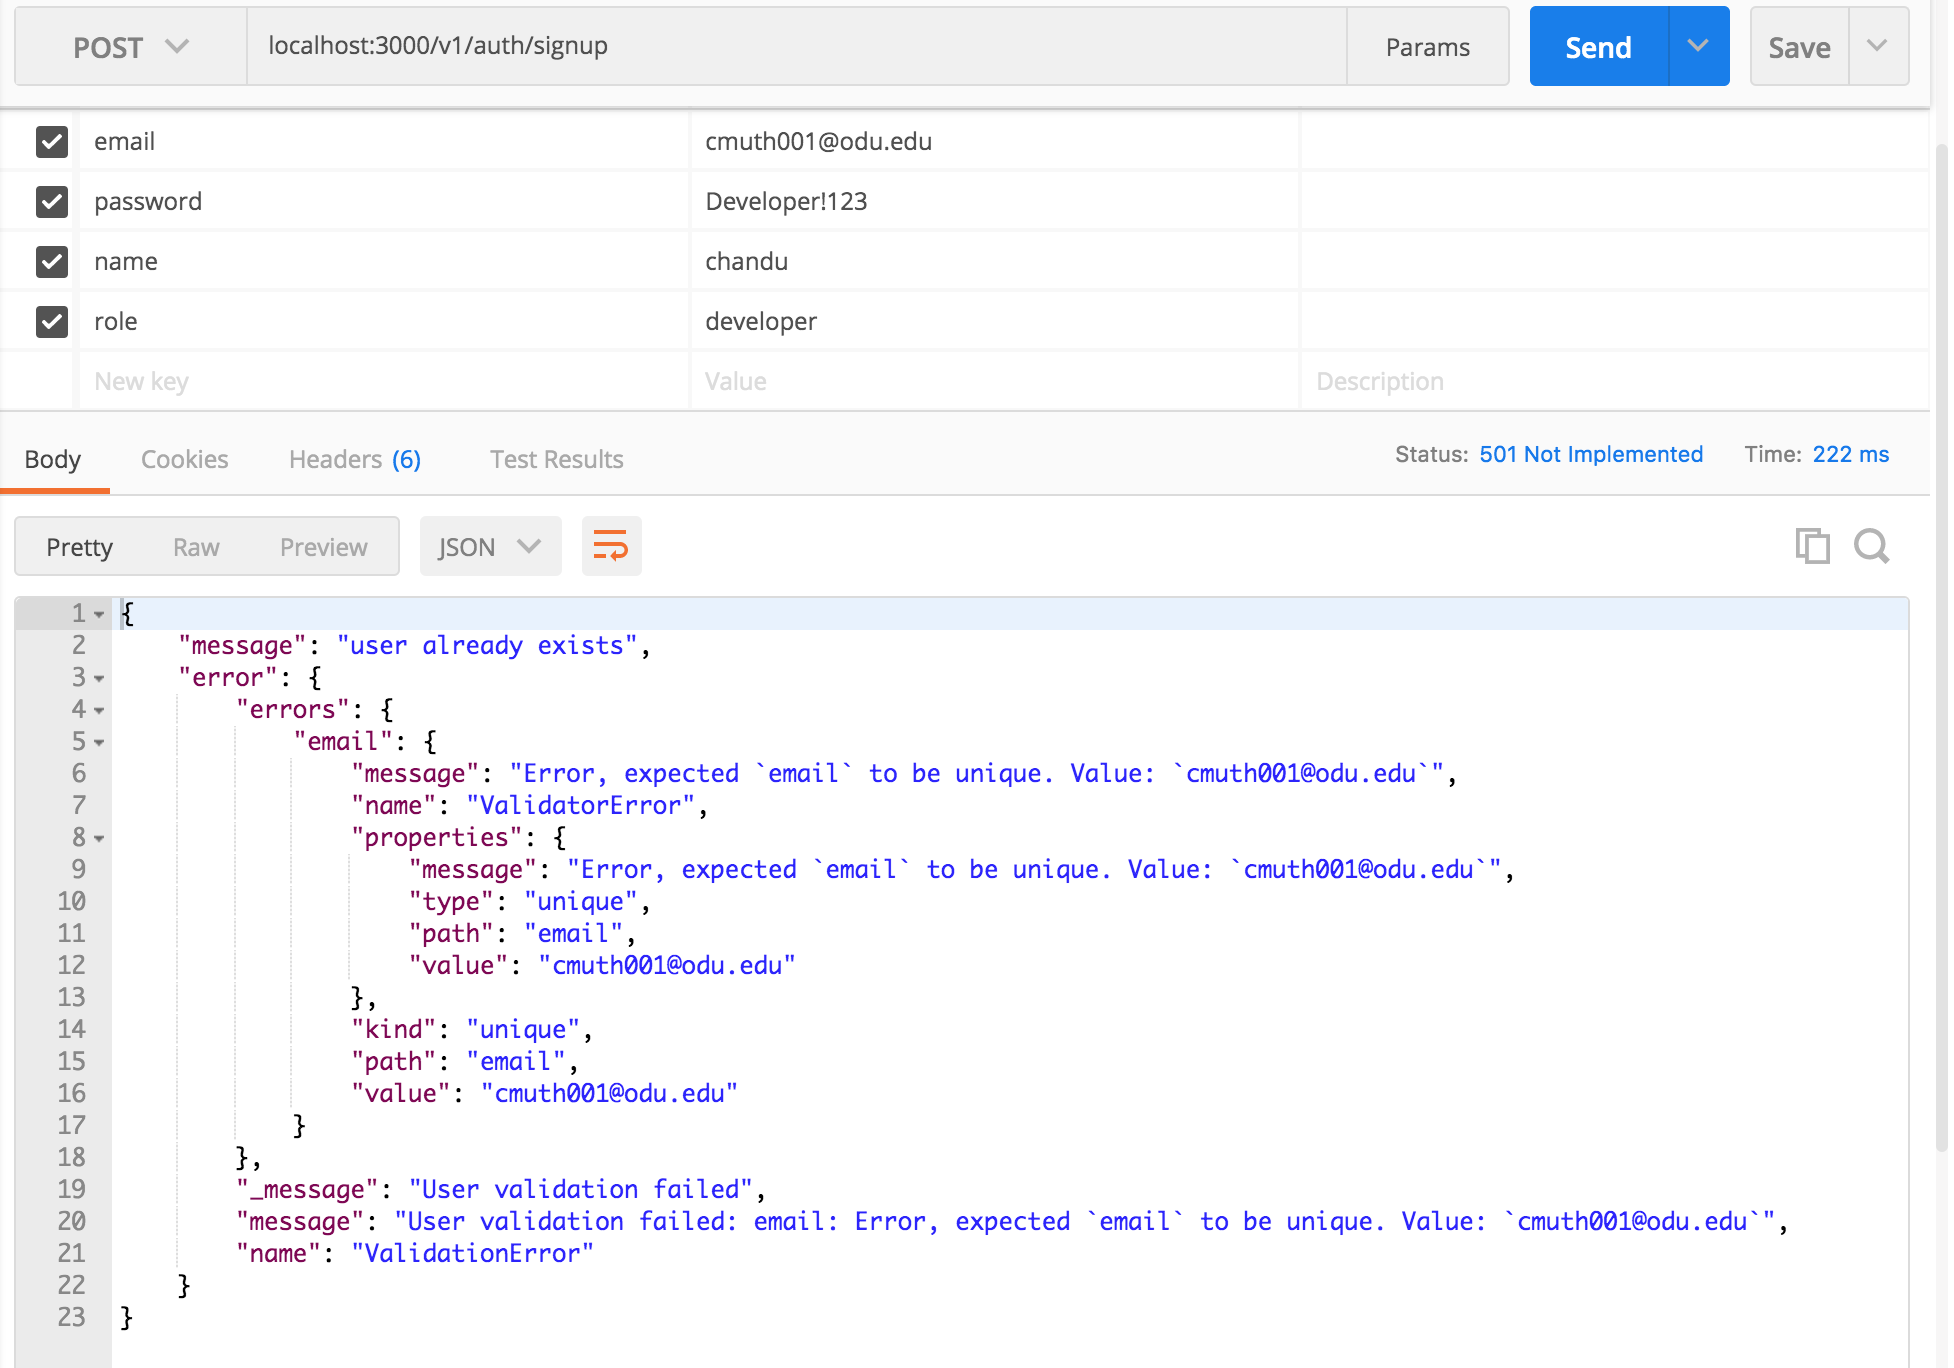 POST localhost:3000/v1/auth/signup Params Send Save
email cmuth001@odu.edu
password Developer!123
name chandu
role developer
New key Value Description
Body Cookies Headers (6) Test Results Status: 501 Not Implemented Time: 222 ms
Pretty Raw Preview JSON
1 {
2 "message": "user already exists",
3 "error": {
4 "errors": {
5 "email": {
6 "message": "Error, expected `email` to be unique. Value: `cmuth001@odu.edu`",
7 "name": "ValidatorError",
8 "properties": {
9 "message": "Error, expected `email` to be unique. Value: `cmuth001@odu.edu`",
10 "type": "unique",
11 "path": "email",
12 "value": "cmuth001@odu.edu"
13 },
14 "kind": "unique",
15 "path": "email",
16 "value": "cmuth001@odu.edu"
17 }
18 },
19 "_message": "User validation failed",
20 "message": "User validation failed: email: Error, expected `email` to be unique. Value: `cmuth001@odu.edu`",
21 "name": "ValidationError"
22 }
23 }